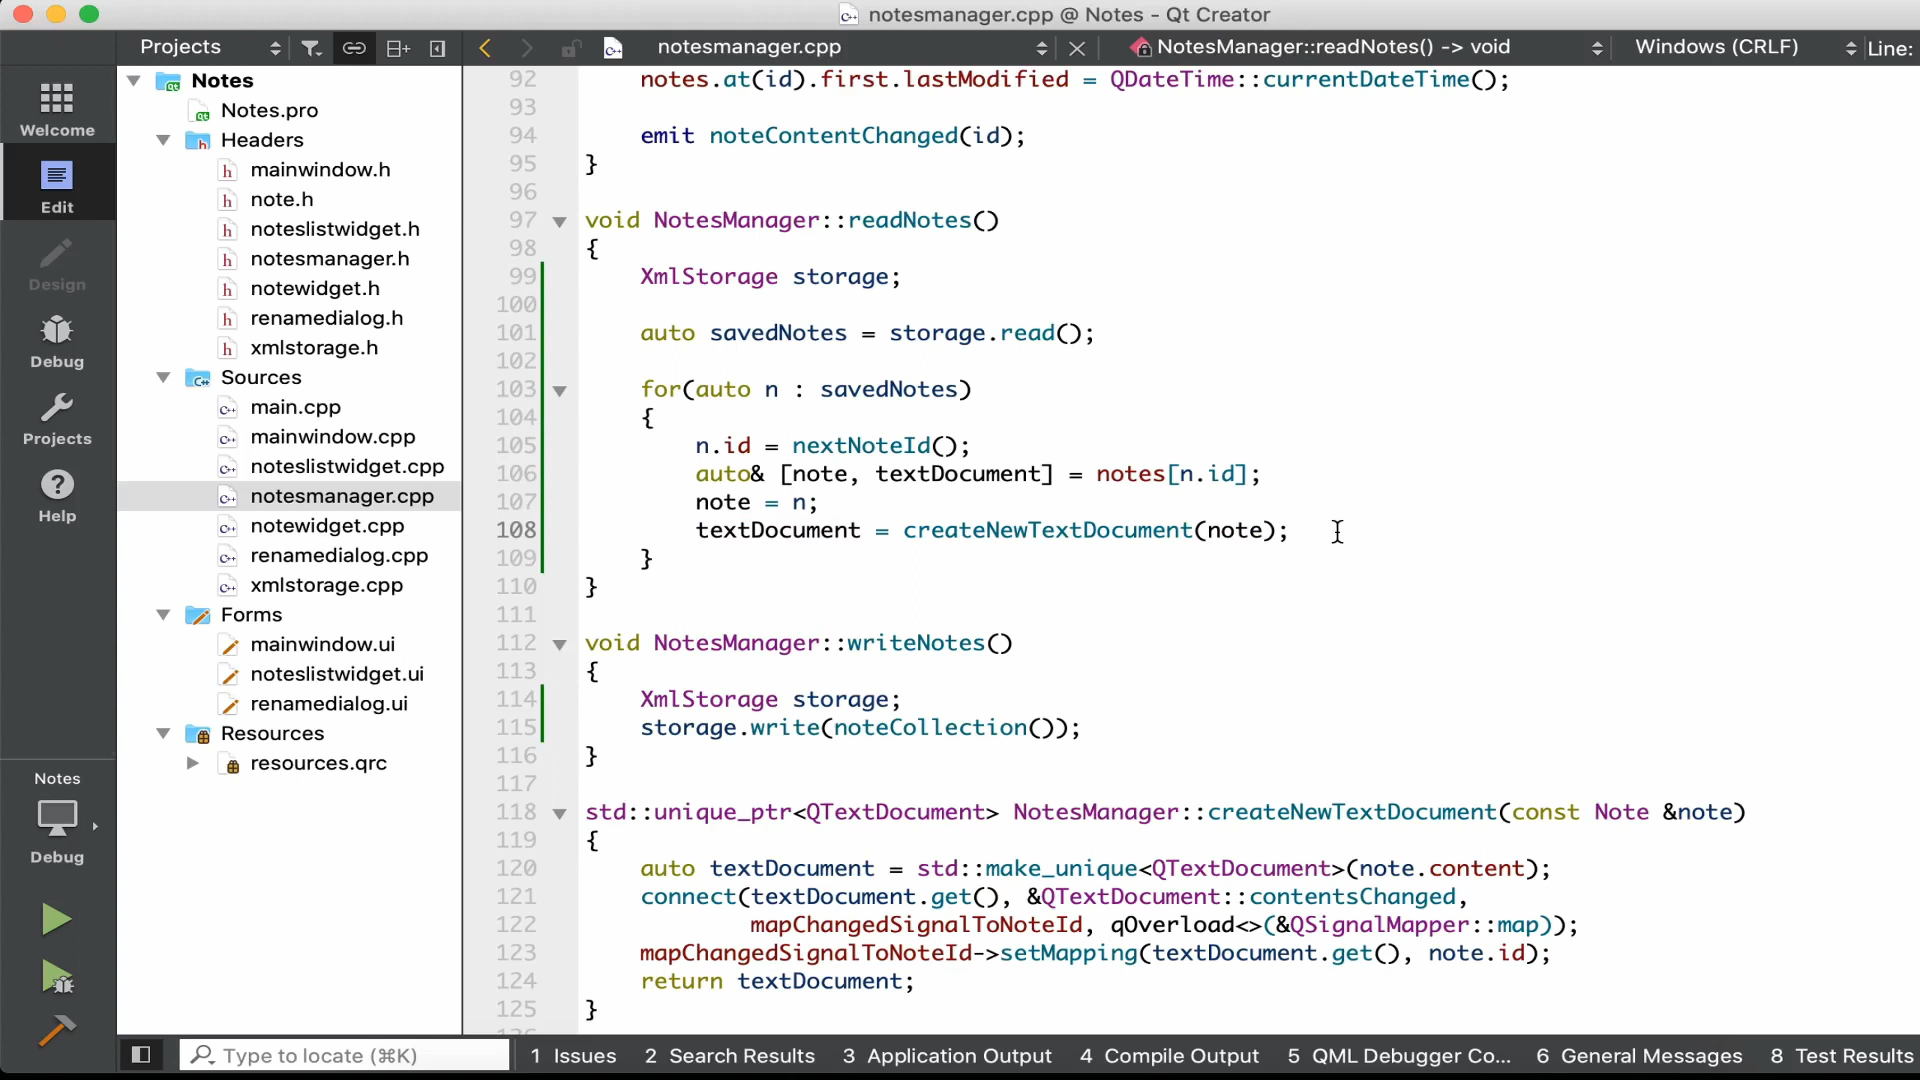 notesmanager.cpp @ Notes - Qt Creator
Projects
notesmanager.cpp
NotesManager::readNotes() -> void
Windows (CRLF)
Line:
Welcome
Edit
Design
Debug
Projects
Help
Notes
Debug
Notes
Notes.pro
Headers
mainwindow.h
note.h
noteslistwidget.h
notesmanager.h
notewidget.h
renamedialog.h
xmlstorage.h
Sources
main.cpp
mainwindow.cpp
noteslistwidget.cpp
notesmanager.cpp
notewidget.cpp
renamedialog.cpp
xmlstorage.cpp
Forms
mainwindow.ui
noteslistwidget.ui
renamedialog.ui
Resources
resources.qrc
92 notes.at(id).first.lastModified = QDateTime::currentDateTime();
93
94 emit noteContentChanged(id);
95 }
96
97 void NotesManager::readNotes()
98 {
99 XmlStorage storage;
100
101 auto savedNotes = storage.read();
102
103 for(auto n : savedNotes)
104 {
105 n.id = nextNoteId();
106 auto& [note, textDocument] = notes[n.id];
107 note = n;
108 textDocument = createNewTextDocument(note);
109 }
110 }
111
112 void NotesManager::writeNotes()
113 {
114 XmlStorage storage;
115 storage.write(noteCollection());
116 }
117
118 std::unique_ptr<QTextDocument> NotesManager::createNewTextDocument(const Note &note)
119 {
120 auto textDocument = std::make_unique<QTextDocument>(note.content);
121 connect(textDocument.get(), &QTextDocument::contentsChanged,
122 mapChangedSignalToNoteId, qOverload<>(&QSignalMapper::map));
123 mapChangedSignalToNoteId->setMapping(textDocument.get(), note.id);
124 return textDocument;
125 }
Type to locate (⌘K)
1 Issues
2 Search Results
3 Application Output
4 Compile Output
5 QML Debugger Co...
6 General Messages
8 Test Results